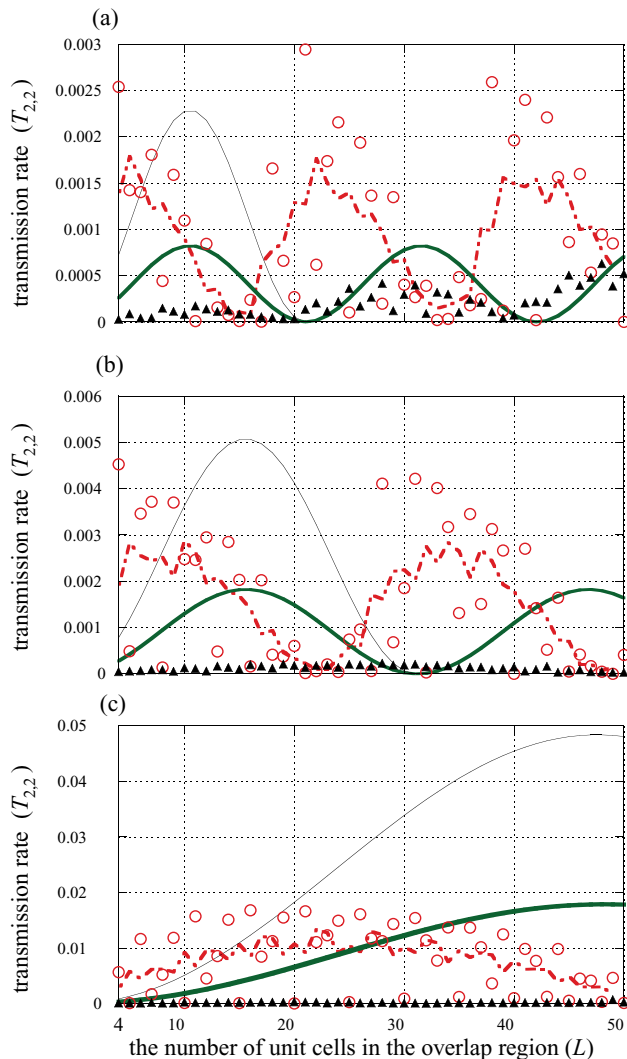 (a)
transmission rate (T2,2)
0.003
0.0025
0.002
0.0015
0.001
0.0005
0
(b)
transmission rate (T2,2)
0.006
0.005
0.004
0.003
0.002
0.001
0
(c)
transmission rate (T2,2)
0.05
0.04
0.03
0.02
0.01
0
4 10 20 30 40 50
the number of unit cells in the overlap region (L)